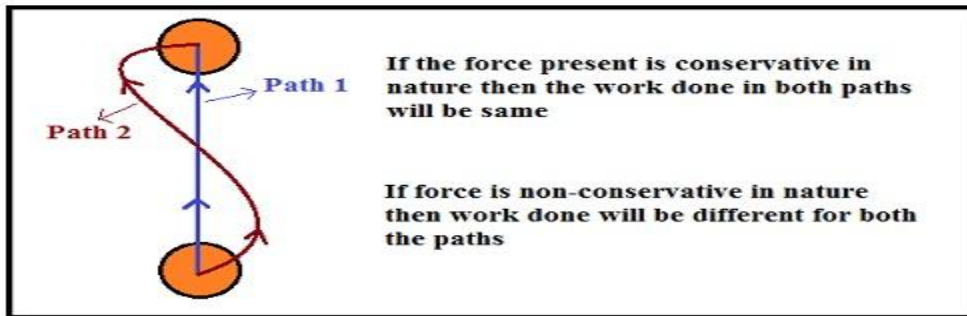 Path 1
Path 2
If the force present is conservative in
nature then the work done in both paths
will be same
If force is non-conservative in nature
then work done will be different for both
the paths